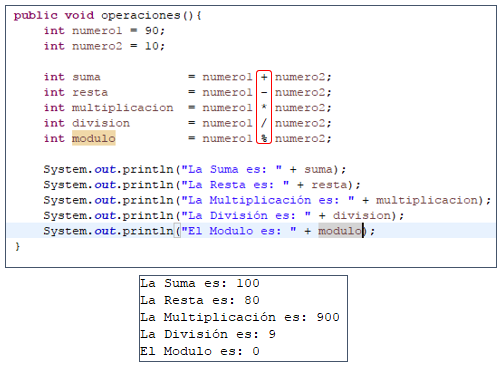 public void operaciones(){
int numero1 = 90;
int numero2 = 10;
int suma = numero1 + numero2;
int resta = numero1 - numero2;
int multiplicacion = numero1 * numero2;
int division = numero1 / numero2;
int modulo = numero1 % numero2;
System.out.println("La Suma es: " + suma);
System.out.println("La Resta es: " + resta);
System.out.println("La Multiplicación es: " + multiplicacion);
System.out.println("La División es: " + division);
System.out.println("El Modulo es: " + modulo);
}
La Suma es: 100
La Resta es: 80
La Multiplicación es: 900
La División es: 9
El Modulo es: 0